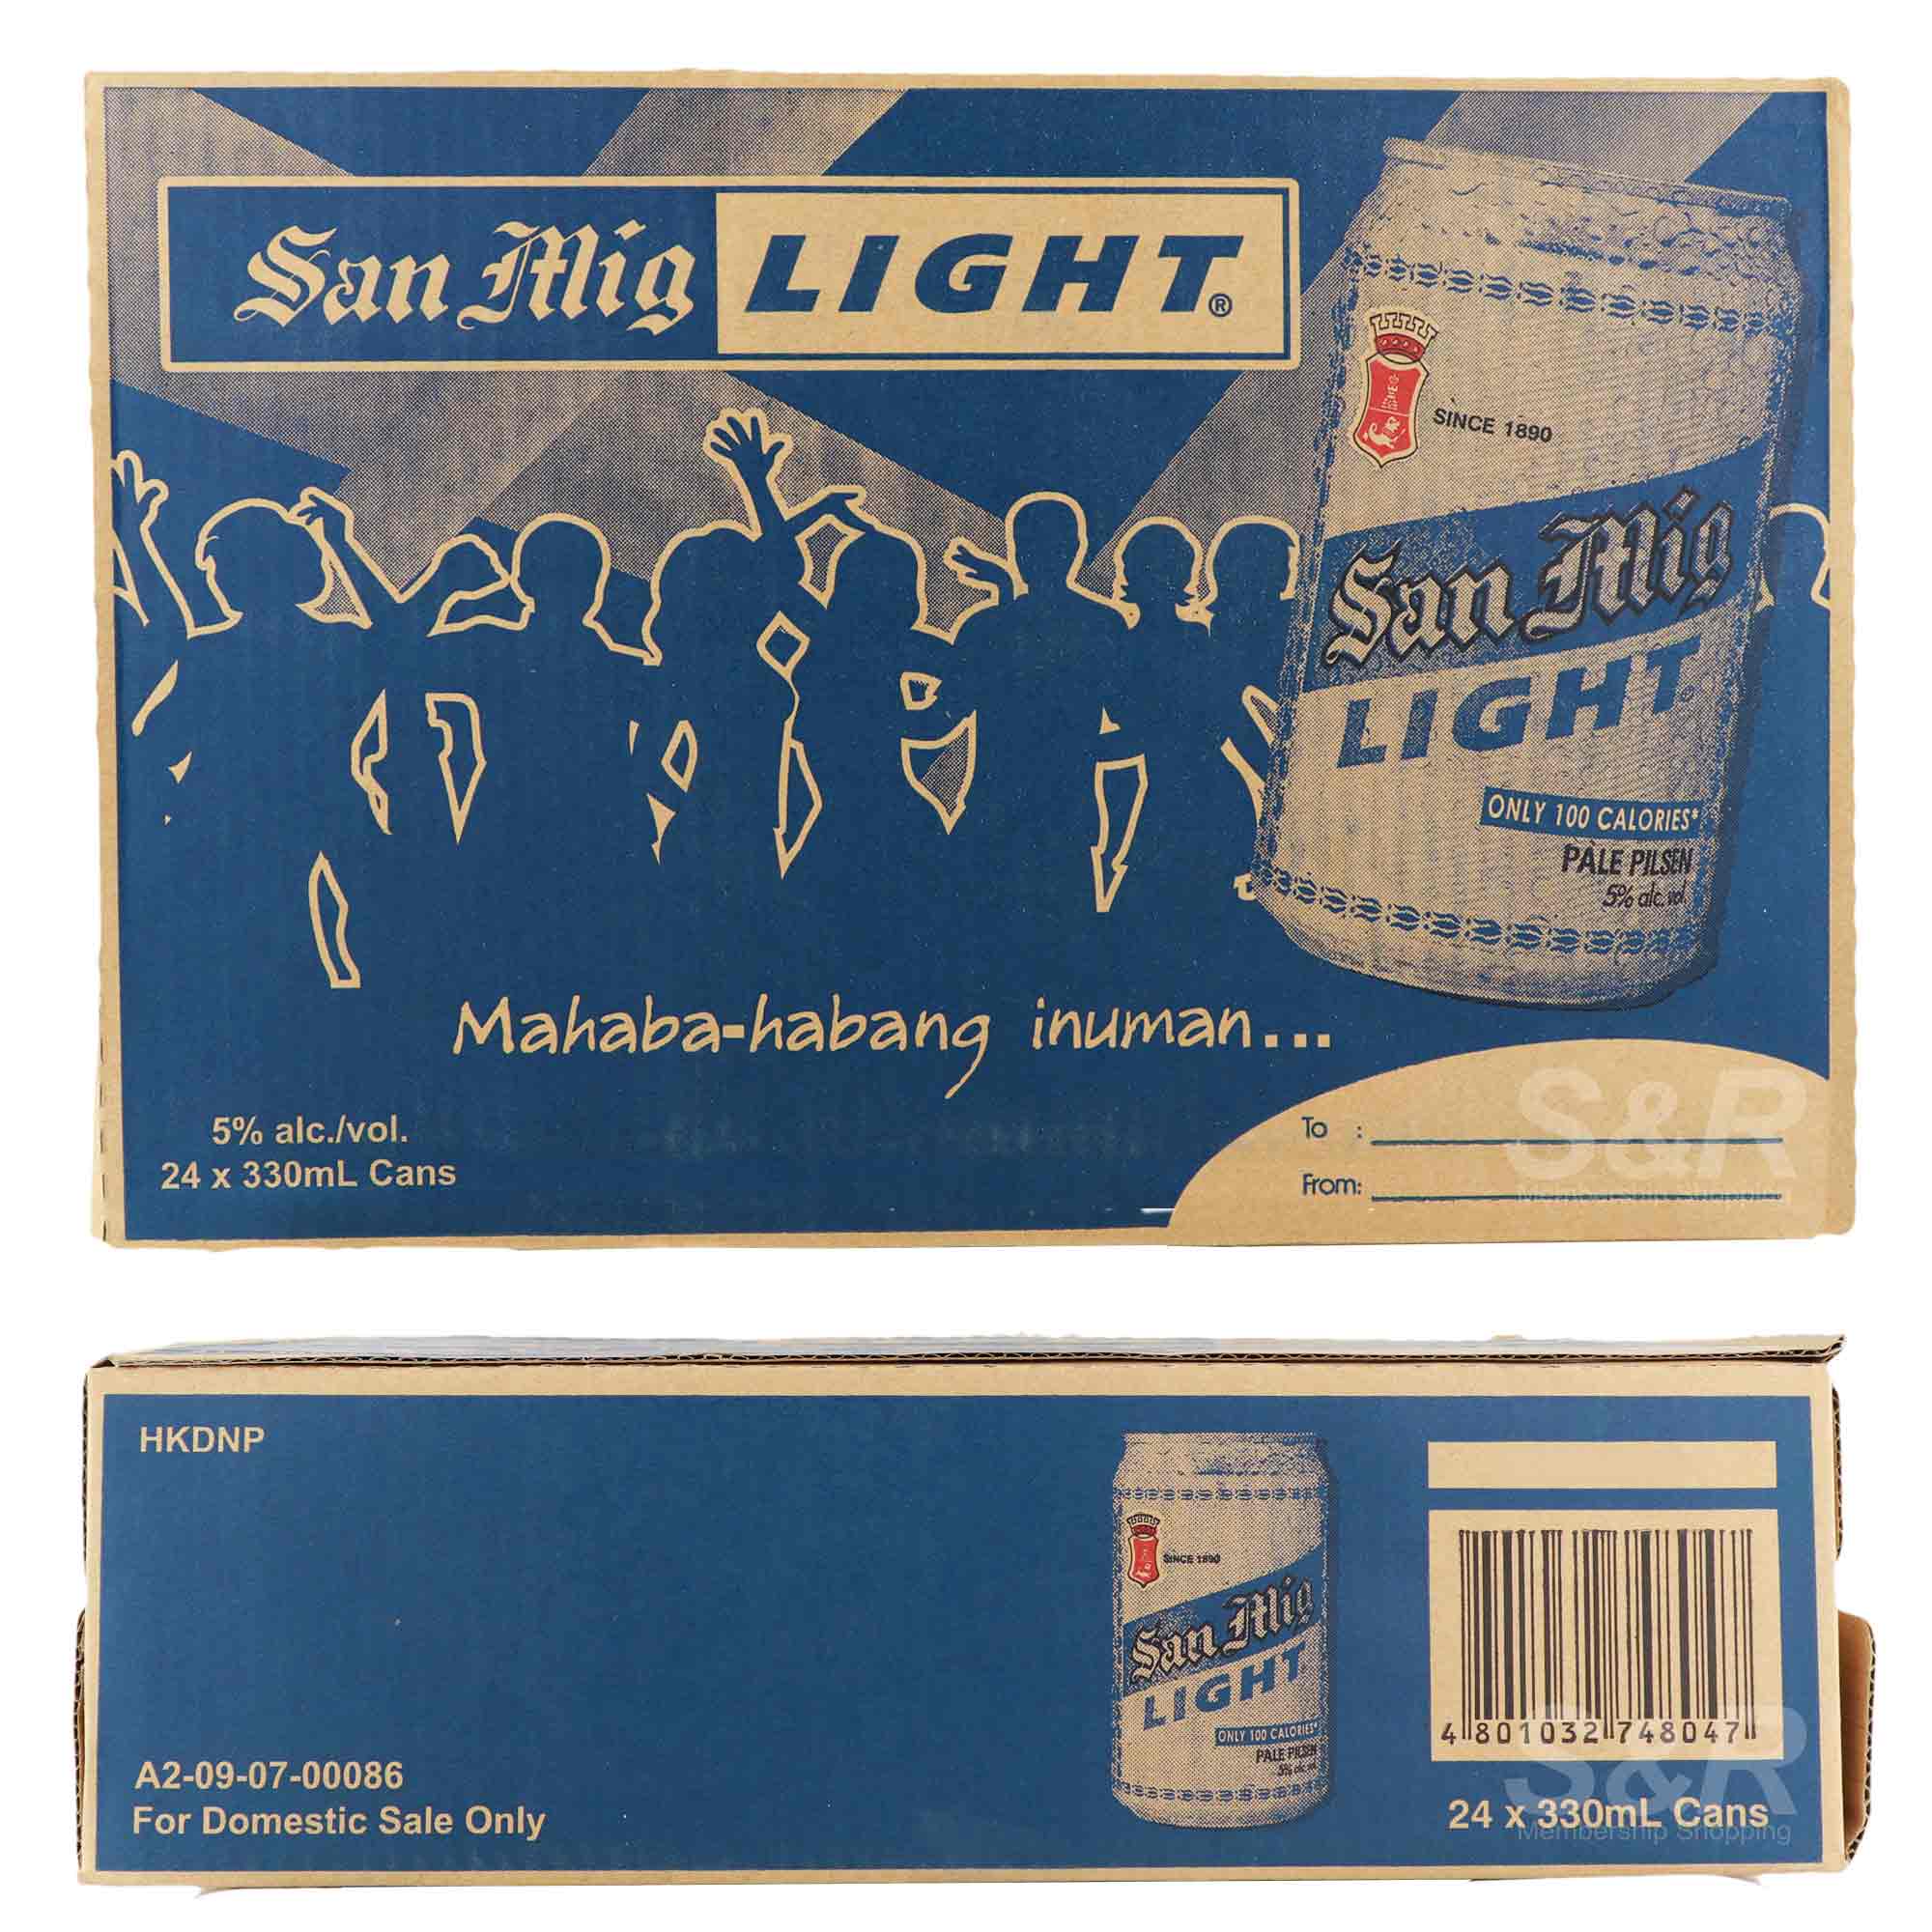 San Mig LIGHT®
SINCE 1890
San Mig
LIGHT
ONLY 100 CALORIES*
PALE PILSEN
5% alc. vol.
Mahaba-habang inuman...
5% alc./vol.
24 x 330mL Cans
To :
From:
S&R
Membership Shopping
HKDNP
SINCE 1890
San Mig
LIGHT
ONLY 100 CALORIES*
PALE PILSEN
5% alc. vol.
4 801032 748047
A2-09-07-00086
For Domestic Sale Only
24 x 330mL Cans
S&R
Membership Shopping